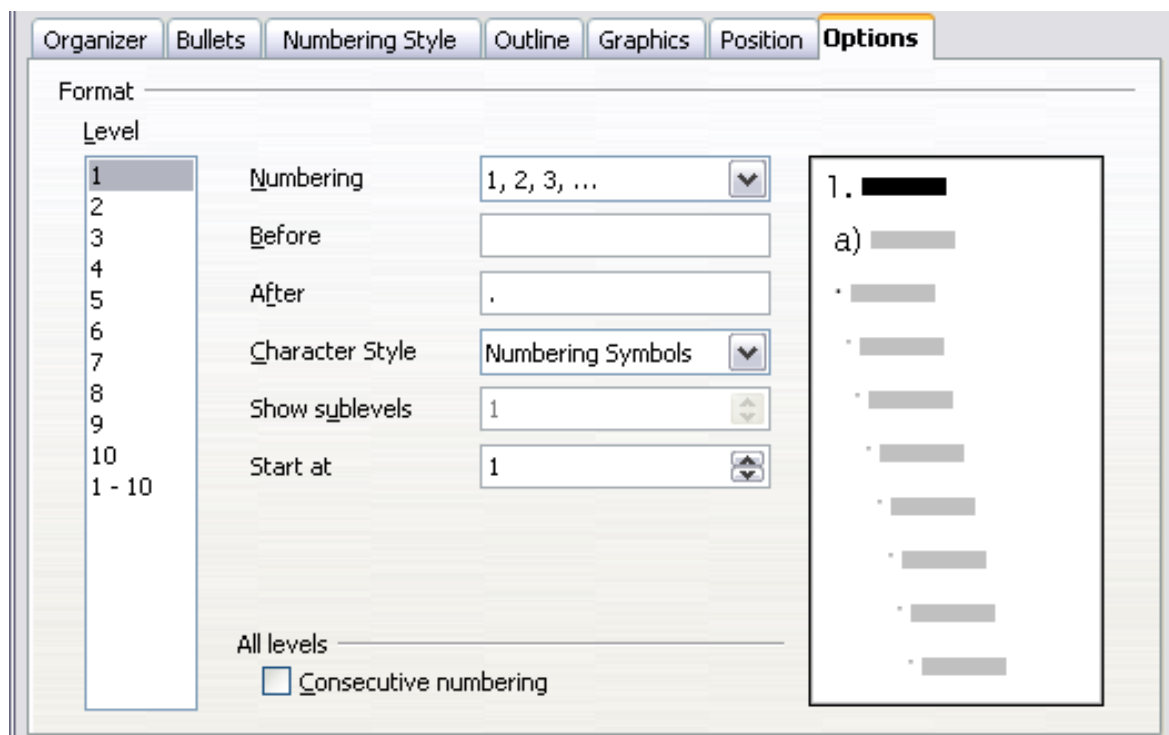 Organizer Bullets Numbering Style Outline Graphics Position Options
Format
Level
1
2
3
4
5
6
7
8
9
10
1 - 10
Numbering 1, 2, 3, ...
Before
After .
Character Style Numbering Symbols
Show sublevels 1
Start at 1
All levels
Consecutive numbering
1.
a)